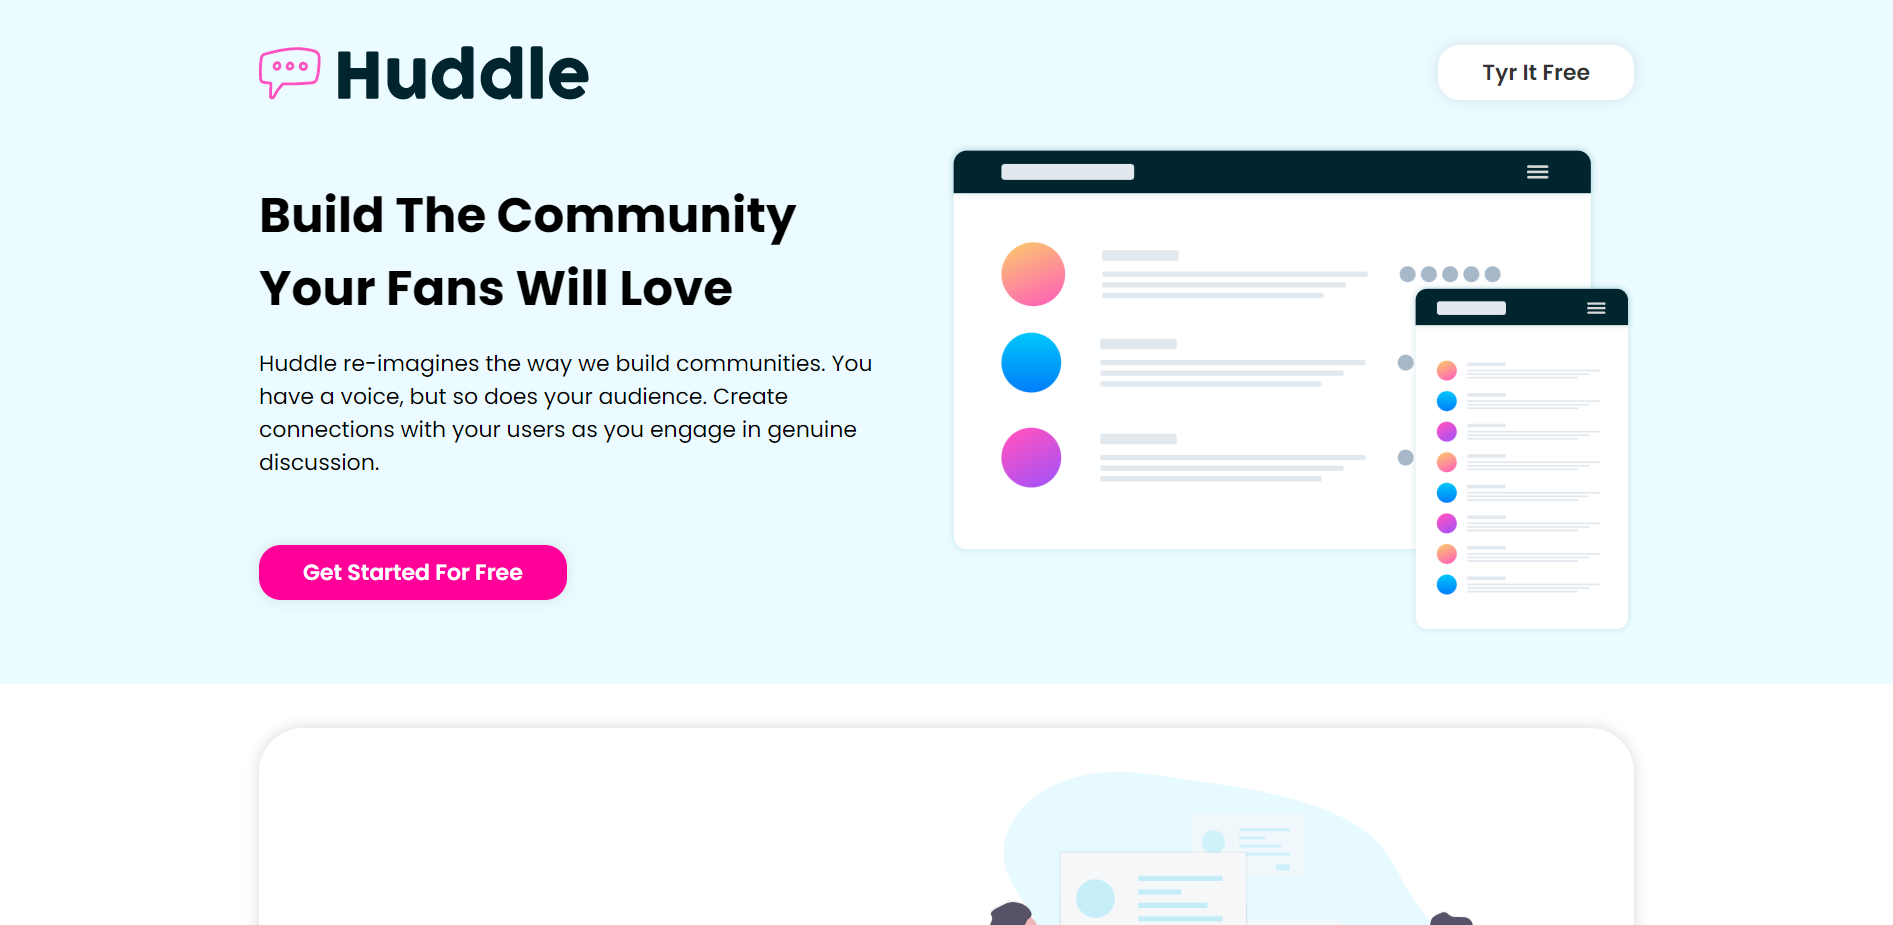 Huddle
Tyr It Free
Build The Community
Your Fans Will Love
Huddle re-imagines the way we build communities. You
have a voice, but so does your audience. Create
connections with your users as you engage in genuine
discussion.
Get Started For Free